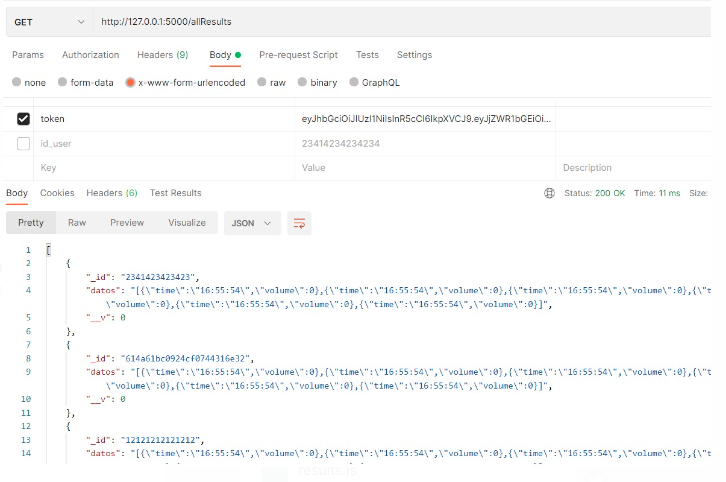 GET http://127.0.0.1:5000/allResults
Params Authorization Headers (9) Body Pre-request Script Tests Settings
none form-data x-www-form-urlencoded raw binary GraphQL
token eyJhbGciOiJIUzI1NiIsInR5cCI6IkpXVCJ9.eyJjZWR1bGEiOi...
id_user 23414234234234
Key Value Description
Body Cookies Headers (6) Test Results Status: 200 OK Time: 11 ms Size:
Pretty Raw Preview Visualize JSON
1 [
2 {
3 "_id": "2341423423423",
4 "datos": "[{\"time\":\"16:55:54\",\"volume\":0},{\"time\":\"16:55:54\",\"volume\":0},{\"time\":\"16:55:54\",\"volume\":0},{\"t
\"volume\":0},{\"time\":\"16:55:54\",\"volume\":0},{\"time\":\"16:55:54\",\"volume\":0}]",
5 "__v": 0
6 },
7 {
8 "_id": "614a61bc0924cf0744316e32",
9 "datos": "[{\"time\":\"16:55:54\",\"volume\":0},{\"time\":\"16:55:54\",\"volume\":0},{\"time\":\"16:55:54\",\"volume\":0},{\"t
\"volume\":0},{\"time\":\"16:55:54\",\"volume\":0},{\"time\":\"16:55:54\",\"volume\":0}]",
10 "__v": 0
11 },
12 {
13 "_id": "12121212121212",
14 "datos": "[{\"time\":\"16:55:54\",\"volume\":0},{\"time\":\"16:55:54\",\"volume\":0},{\"time\":\"16:55:54\",\"volume\":0},{\"t
results.js